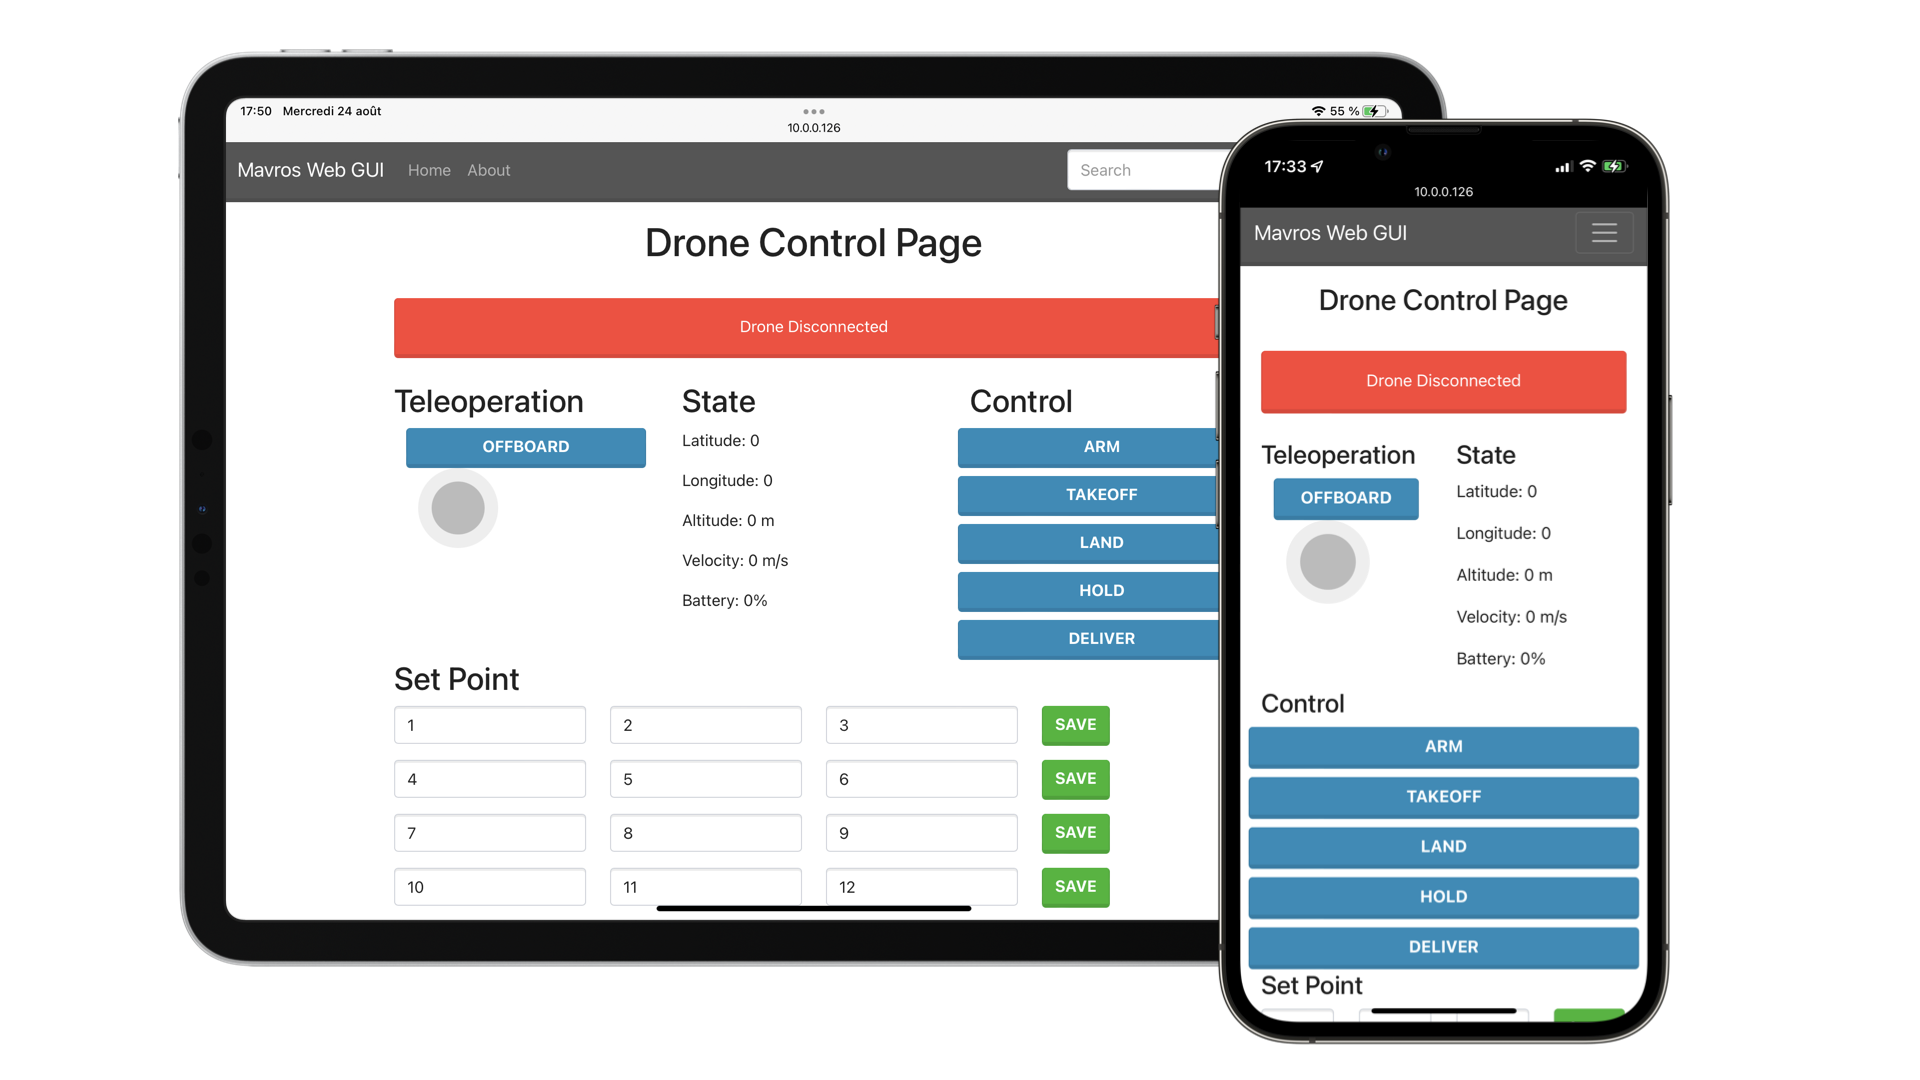 17:50 Mercredi 24 août
10.0.0.126
55 %
Mavros Web GUI Home About Search
Drone Control Page
Drone Disconnected
Teleoperation State Control
OFFBOARD
Latitude: 0
Longitude: 0
Altitude: 0 m
Velocity: 0 m/s
Battery: 0%
ARM
TAKEOFF
LAND
HOLD
DELIVER
Set Point
1 2 3 SAVE
4 5 6 SAVE
7 8 9 SAVE
10 11 12 SAVE
17:33
10.0.0.126
Mavros Web GUI
Drone Control Page
Drone Disconnected
Teleoperation State
OFFBOARD
Latitude: 0
Longitude: 0
Altitude: 0 m
Velocity: 0 m/s
Battery: 0%
Control
ARM
TAKEOFF
LAND
HOLD
DELIVER
Set Point